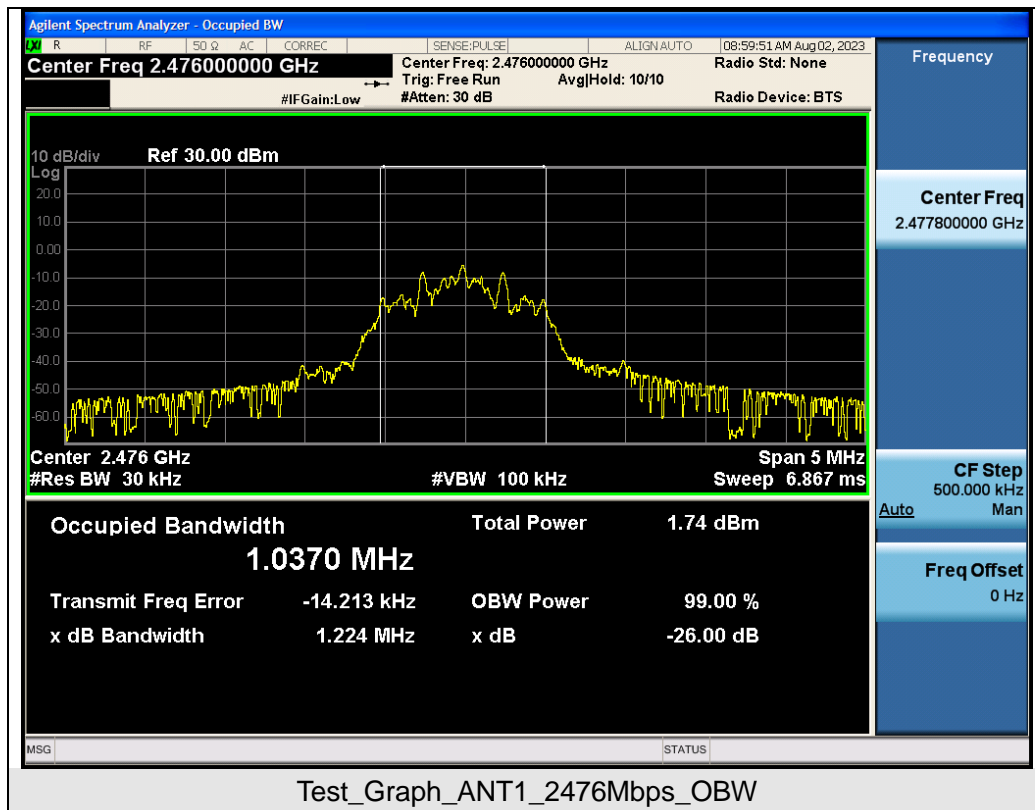 Agilent Spectrum Analyzer - Occupied BW
LXI R RF 50 Ω AC CORREC SENSE:PULSE ALIGN AUTO 08:59:51 AM Aug 02, 2023
Center Freq 2.476000000 GHz
Center Freq: 2.476000000 GHz
Radio Std: None
Trig: Free Run Avg|Hold: 10/10
#IFGain:Low #Atten: 30 dB
Radio Device: BTS
Frequency
10 dB/div Ref 30.00 dBm
Log
20.0
10.0
0.00
-10.0
-20.0
-30.0
-40.0
-50.0
-60.0
Center 2.476 GHz
Span 5 MHz
#Res BW 30 kHz
#VBW 100 kHz
Sweep 6.867 ms
Center Freq
2.477800000 GHz
CF Step
500.000 kHz
Auto Man
Freq Offset
0 Hz
Occupied Bandwidth
1.0370 MHz
Total Power 1.74 dBm
Transmit Freq Error -14.213 kHz
OBW Power 99.00 %
x dB Bandwidth 1.224 MHz
x dB -26.00 dB
MSG
STATUS
Test_Graph_ANT1_2476Mbps_OBW